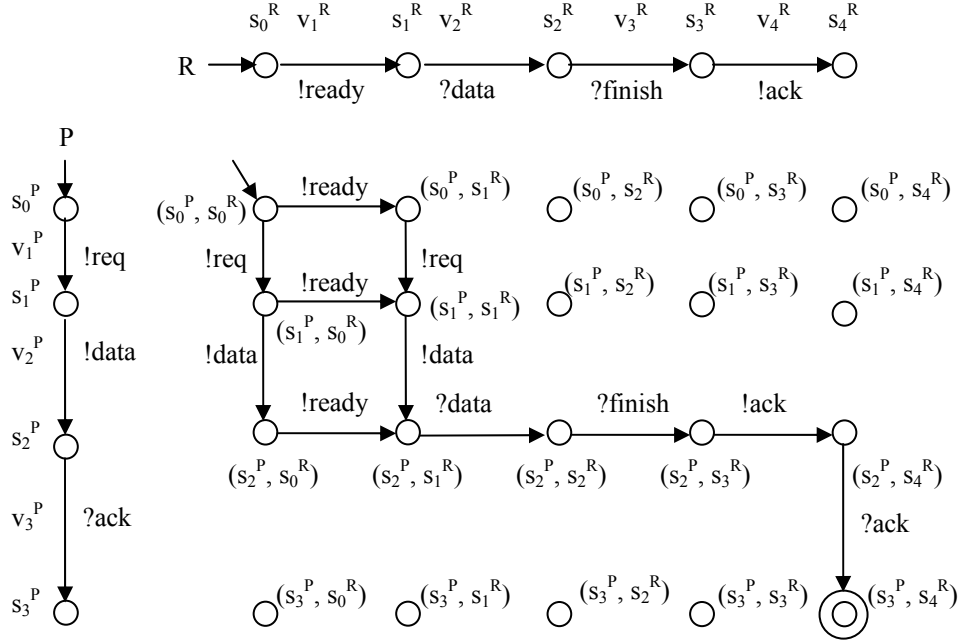 s₀ᴿ v₁ᴿ s₁ᴿ v₂ᴿ s₂ᴿ v₃ᴿ s₃ᴿ v₄ᴿ s₄ᴿ
R
!ready ?data ?finish !ack
P
s₀ᴾ (s₀ᴾ, s₀ᴿ) !ready (s₀ᴾ, s₁ᴿ) (s₀ᴾ, s₂ᴿ) (s₀ᴾ, s₃ᴿ) (s₀ᴾ, s₄ᴿ)
v₁ᴾ !req !req !req
s₁ᴾ !ready (s₁ᴾ, s₁ᴿ) (s₁ᴾ, s₂ᴿ) (s₁ᴾ, s₃ᴿ) (s₁ᴾ, s₄ᴿ)
(s₁ᴾ, s₀ᴿ)
v₂ᴾ !data !data !data
!ready ?data ?finish !ack
s₂ᴾ
(s₂ᴾ, s₀ᴿ) (s₂ᴾ, s₁ᴿ) (s₂ᴾ, s₂ᴿ) (s₂ᴾ, s₃ᴿ) (s₂ᴾ, s₄ᴿ)
v₃ᴾ ?ack ?ack
s₃ᴾ (s₃ᴾ, s₀ᴿ) (s₃ᴾ, s₁ᴿ) (s₃ᴾ, s₂ᴿ) (s₃ᴾ, s₃ᴿ) (s₃ᴾ, s₄ᴿ)